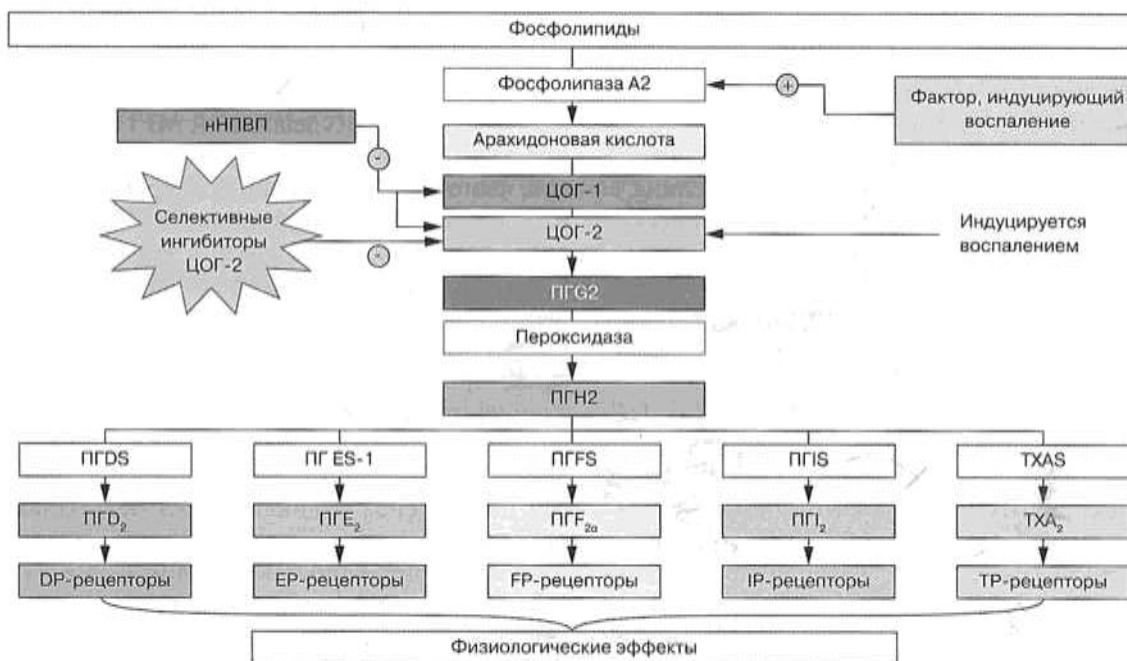 Фосфолипиды
Фосфолипаза А2
+
Фактор, индуцирующий
воспаление
нНПВП
-
Арахидоновая кислота
ЦОГ-1
Селективные
ингибиторы
ЦОГ-2
-
ЦОГ-2
Индуцируется
воспалением
ПГG2
Пероксидаза
ПГН2
ПГDS
ПГ ES-1
ПГFS
ПГIS
TXAS
ПГD₂
ПГЕ₂
ПГF₂α
ПГI₂
TXA₂
DP-рецепторы
EP-рецепторы
FP-рецепторы
IP-рецепторы
TP-рецепторы
Физиологические эффекты